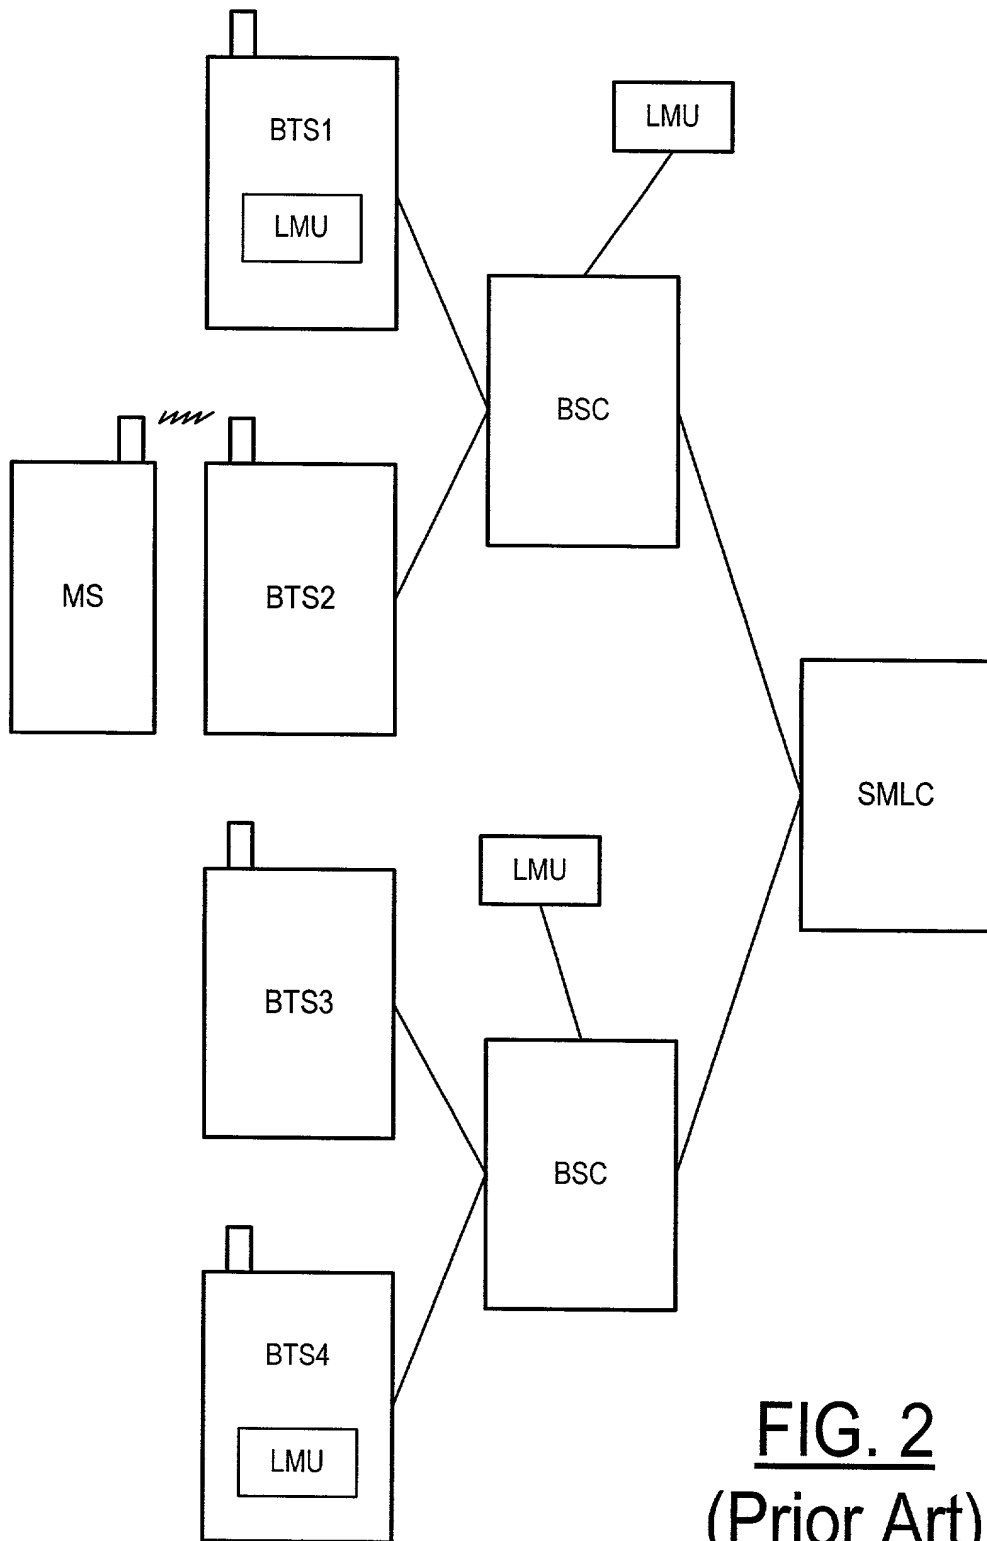 BTS1
LMU
LMU
BSC
MS
BTS2
SMLC
LMU
BTS3
BSC
BTS4
LMU
FIG. 2
(Prior Art)